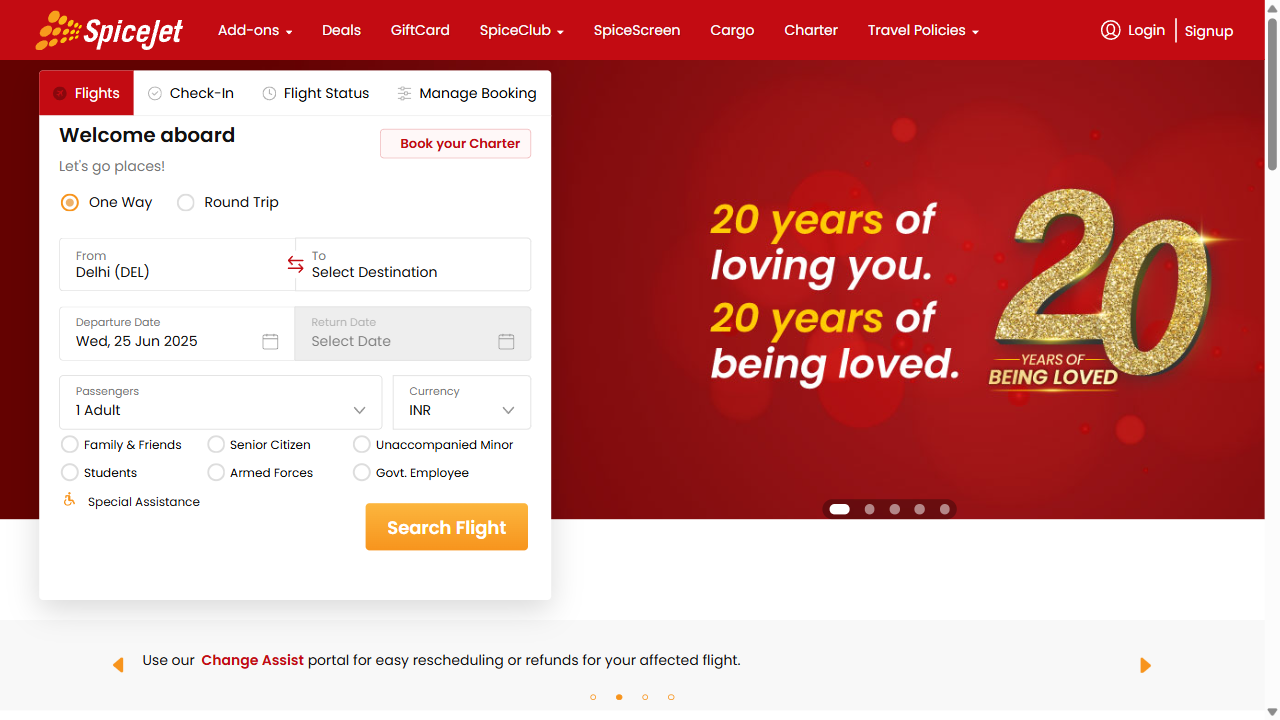 SpiceJet
Add-ons
Deals
GiftCard
SpiceClub
SpiceScreen
Cargo
Charter
Travel Policies
Login
Signup
Flights
Check-In
Flight Status
Manage Booking
Welcome aboard
Book your Charter
Let's go places!
One Way
Round Trip
From
Delhi (DEL)
To
Select Destination
Departure Date
Wed, 25 Jun 2025
Return Date
Select Date
Passengers
1 Adult
Currency
INR
Family & Friends
Senior Citizen
Unaccompanied Minor
Students
Armed Forces
Govt. Employee
Special Assistance
Search Flight
20 years of
loving you.
20 years of
being loved.
20
YEARS OF
BEING LOVED
Use our Change Assist portal for easy rescheduling or refunds for your affected flight.